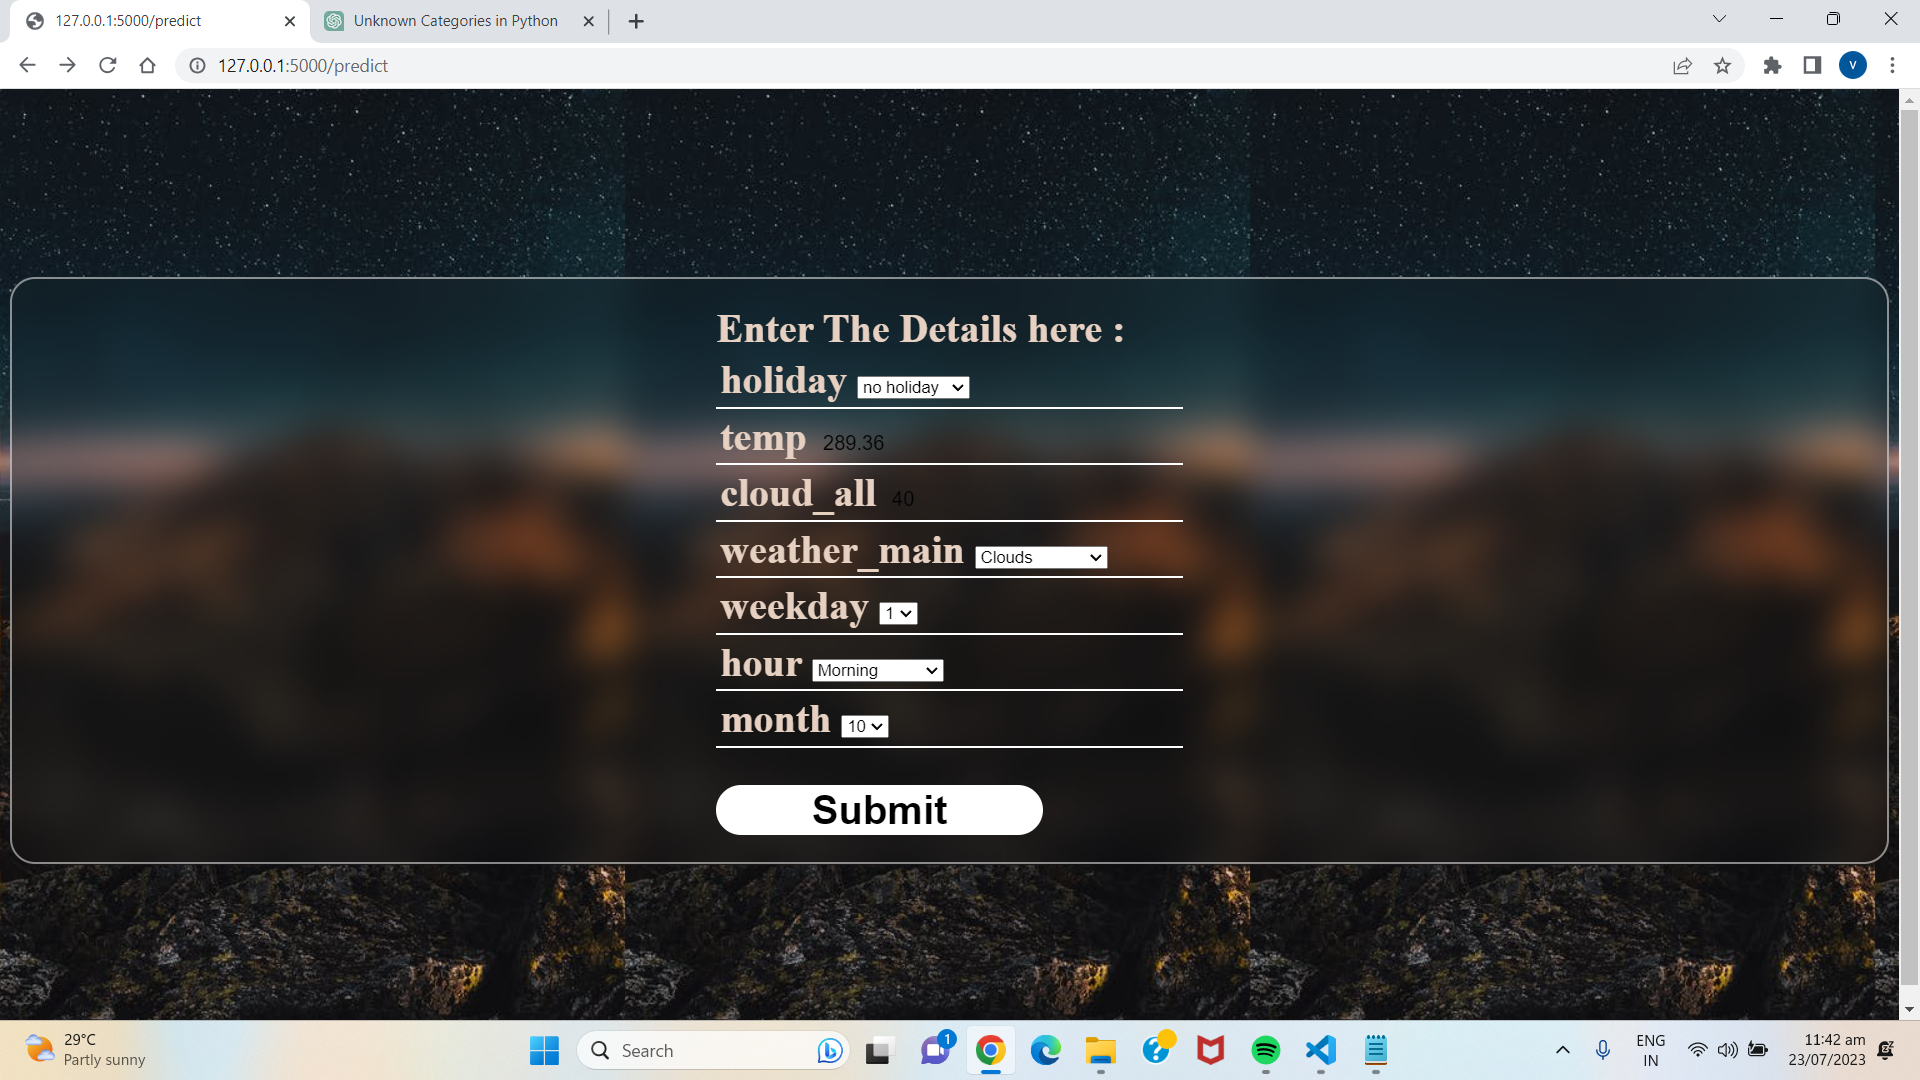 127.0.0.1:5000/predict
Unknown Categories in Python
127.0.0.1:5000/predict
V
Enter The Details here :
holiday no holiday
temp 289.36
cloud_all 40
weather_main Clouds
weekday 1
hour Morning
month 10
Submit
29°C
Partly sunny
Search
1
ENG
IN
11:42 am
23/07/2023